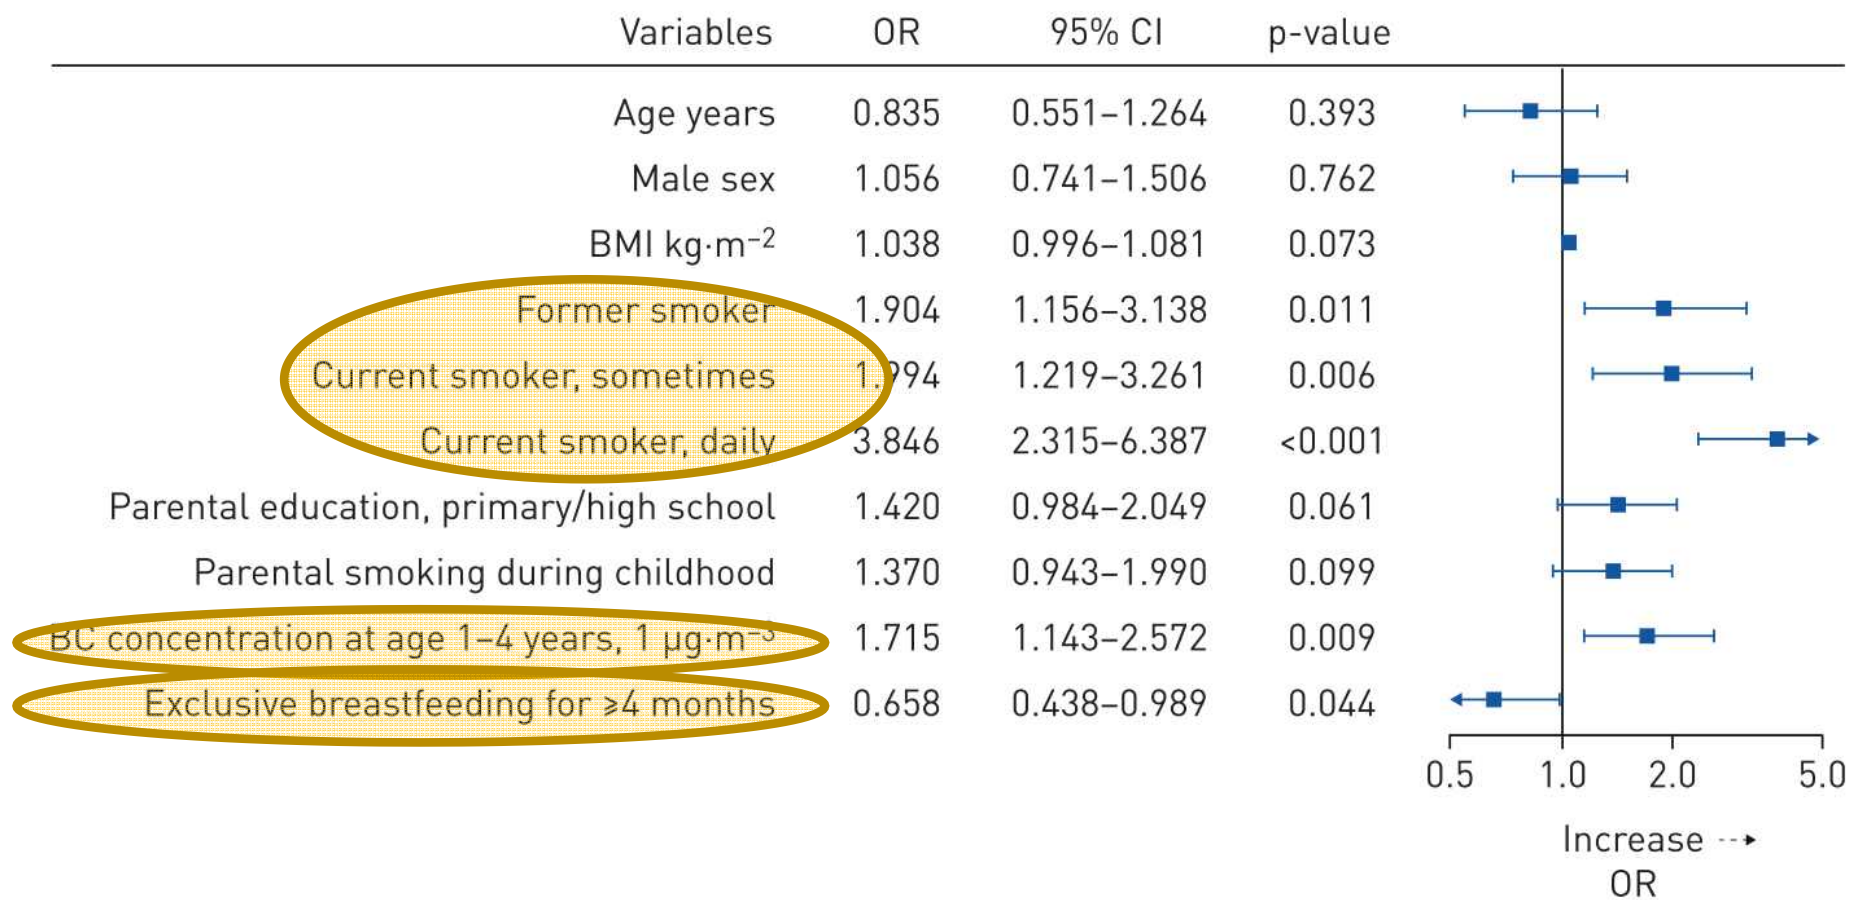 Variables OR 95% CI p-value
Age years 0.835 0.551–1.264 0.393
Male sex 1.056 0.741–1.506 0.762
BMI kg·m⁻² 1.038 0.996–1.081 0.073
Former smoker 1.904 1.156–3.138 0.011
Current smoker, sometimes 1.994 1.219–3.261 0.006
Current smoker, daily 3.846 2.315–6.387 <0.001
Parental education, primary/high school 1.420 0.984–2.049 0.061
Parental smoking during childhood 1.370 0.943–1.990 0.099
BC concentration at age 1–4 years, 1 µg·m⁻³ 1.715 1.143–2.572 0.009
Exclusive breastfeeding for ≥4 months 0.658 0.438–0.989 0.044
0.5 1.0 2.0 5.0
Increase
OR